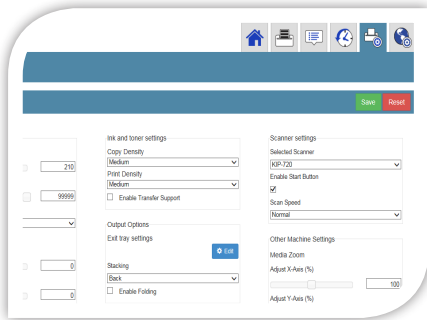 Save Reset
210
99999
0
0
Ink and toner settings
Copy Density
Medium
Print Density
Medium
Enable Transfer Support
Output Options
Exit tray settings
Edit
Stacking
Back
Enable Folding
Scanner settings
Selected Scanner
KIP-720
Enable Start Button
Scan Speed
Normal
Other Machine Settings
Media Zoom
Adjust X-Axis (%)
100
Adjust Y-Axis (%)